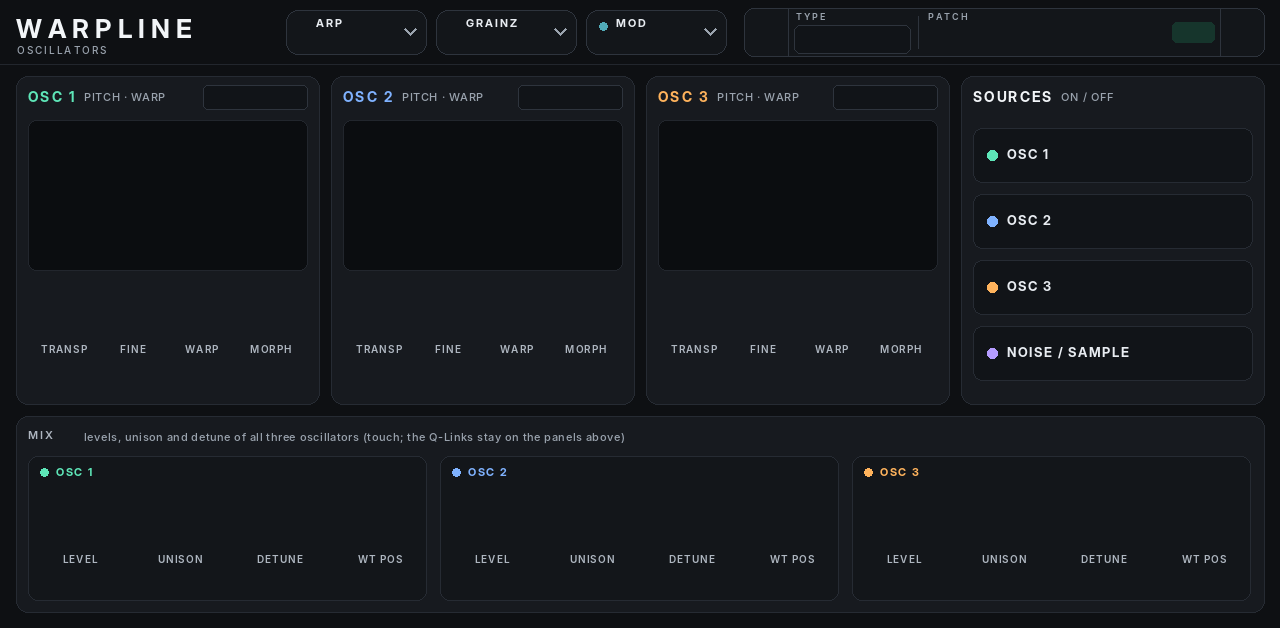 WARPLINE
OSCILLATORS
ARP
GRAINZ
MOD
TYPE
PATCH
OSC 1 PITCH · WARP
OSC 2 PITCH · WARP
OSC 3 PITCH · WARP
SOURCES ON / OFF
TRANSP FINE WARP MORPH
TRANSP FINE WARP MORPH
TRANSP FINE WARP MORPH
OSC 1
OSC 2
OSC 3
NOISE / SAMPLE
MIX levels, unison and detune of all three oscillators (touch; the Q-Links stay on the panels above)
OSC 1
LEVEL UNISON DETUNE WT POS
OSC 2
LEVEL UNISON DETUNE WT POS
OSC 3
LEVEL UNISON DETUNE WT POS